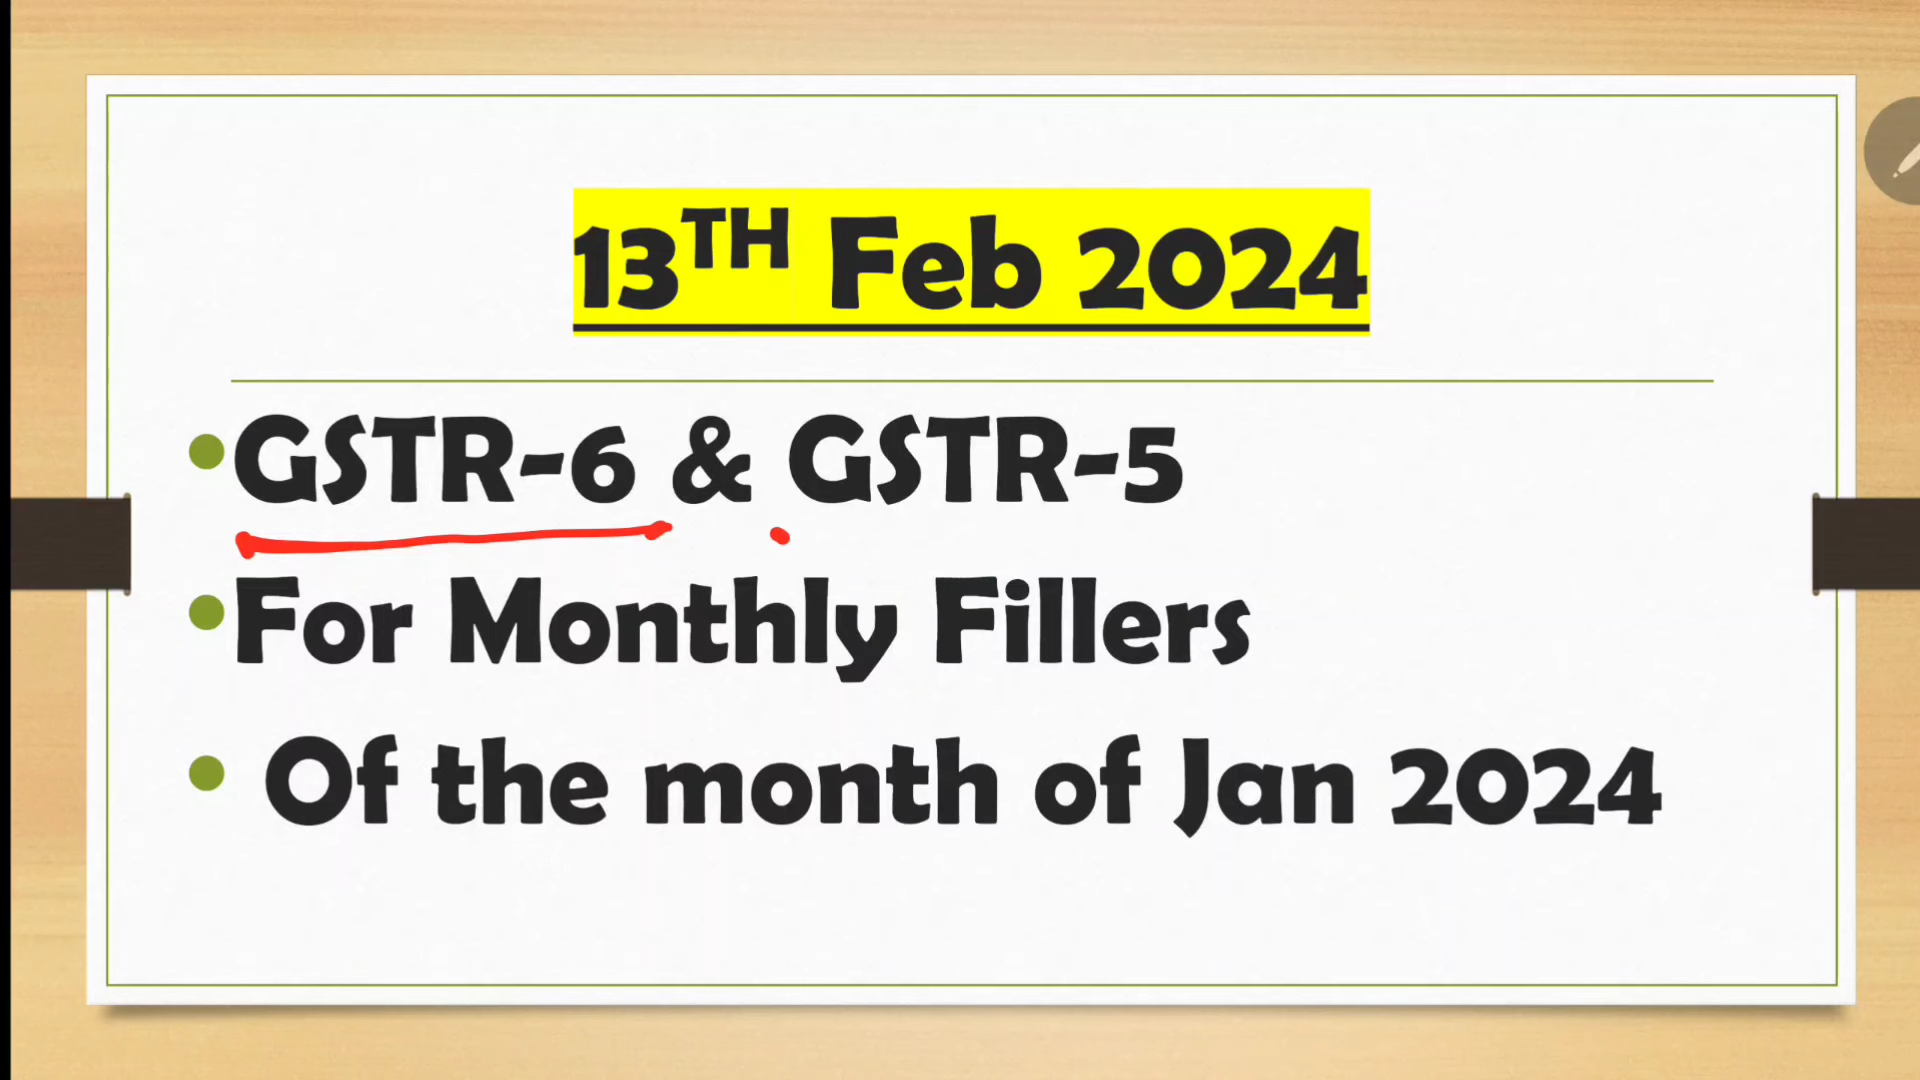 13TH Feb 2024
•GSTR-6 & GSTR-5
•For Monthly Fillers
• Of the month of Jan 2024